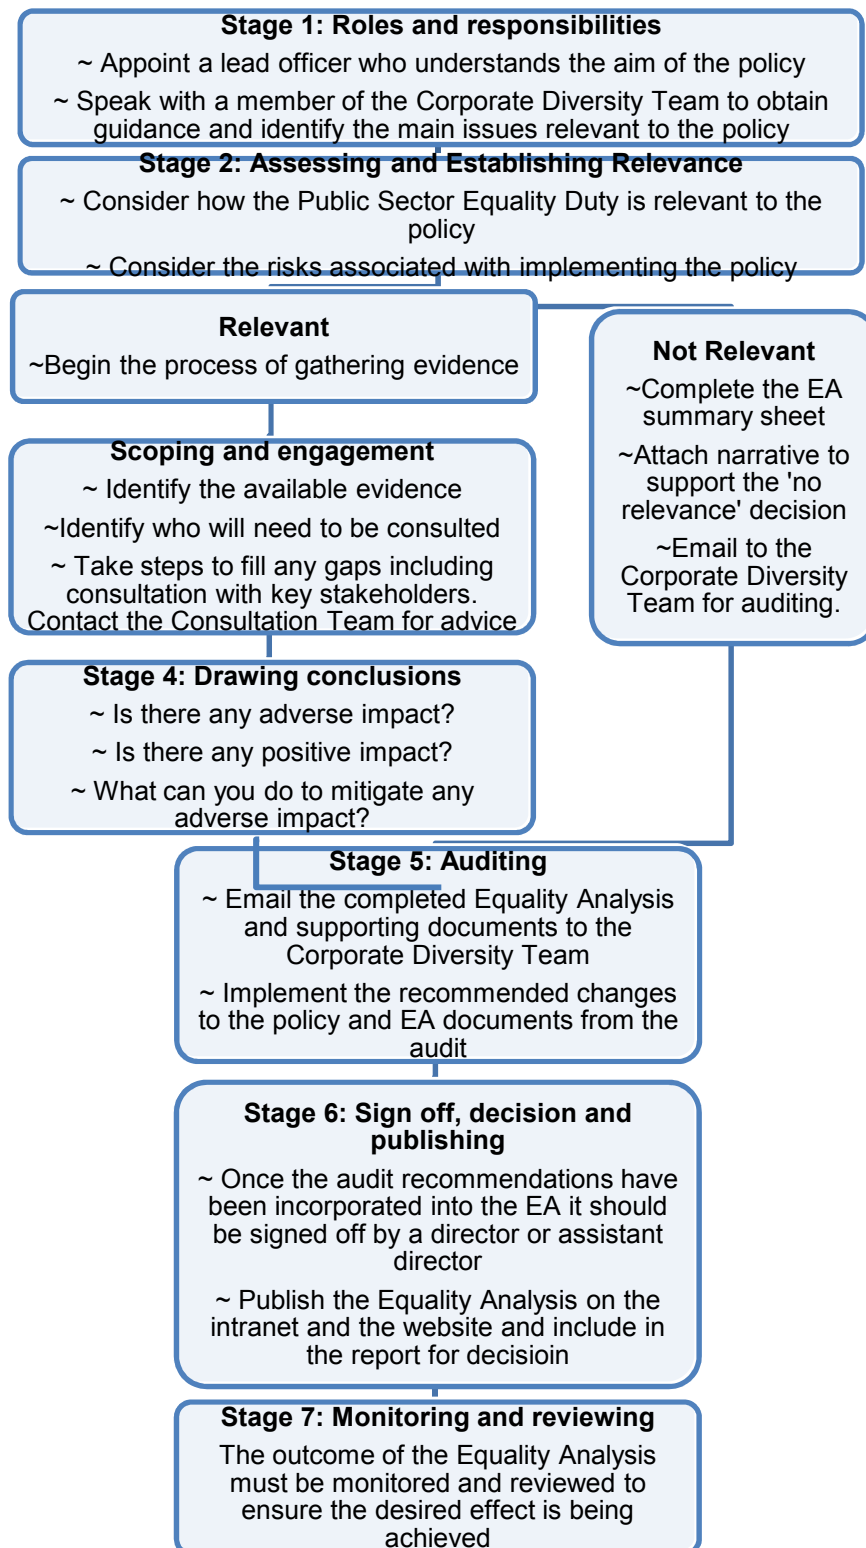 Stage 1: Roles and responsibilities
~ Appoint a lead officer who understands the aim of the policy
~ Speak with a member of the Corporate Diversity Team to obtain
guidance and identify the main issues relevant to the policy
Stage 2: Assessing and Establishing Relevance
~ Consider how the Public Sector Equality Duty is relevant to the
policy
~ Consider the risks associated with implementing the policy
Relevant
~Begin the process of gathering evidence
Scoping and engagement
~ Identify the available evidence
~Identify who will need to be consulted
~ Take steps to fill any gaps including
consultation with key stakeholders.
Contact the Consultation Team for advice
Not Relevant
~Complete the EA
summary sheet
~Attach narrative to
support the 'no
relevance' decision
~Email to the
Corporate Diversity
Team for auditing.
Stage 4: Drawing conclusions
~ Is there any adverse impact?
~ Is there any positive impact?
~ What can you do to mitigate any
adverse impact?
Stage 5: Auditing
~ Email the completed Equality Analysis
and supporting documents to the
Corporate Diversity Team
~ Implement the recommended changes
to the policy and EA documents from the
audit
Stage 6: Sign off, decision and
publishing
~ Once the audit recommendations have
been incorporated into the EA it should
be signed off by a director or assistant
director
~ Publish the Equality Analysis on the
intranet and the website and include in
the report for decisioin
Stage 7: Monitoring and reviewing
The outcome of the Equality Analysis
must be monitored and reviewed to
ensure the desired effect is being
achieved